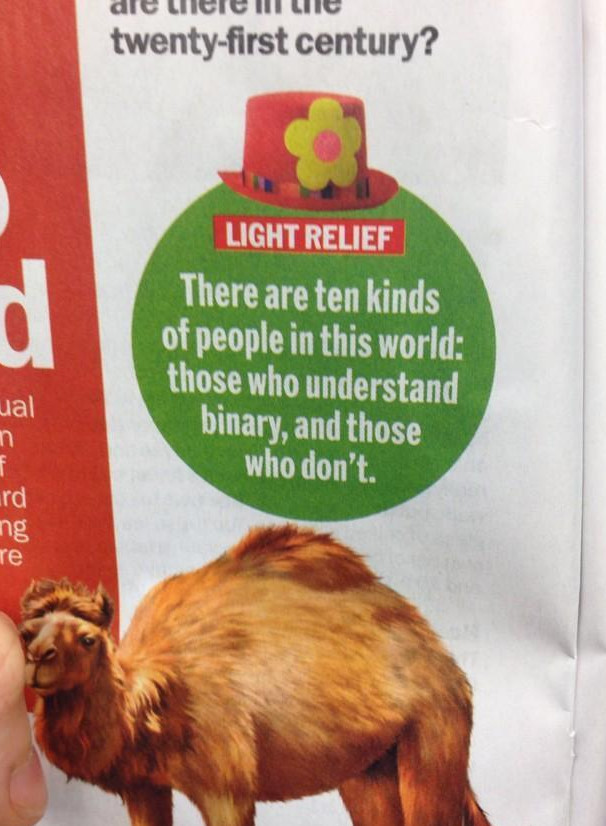 are there in the
twenty-first century?
LIGHT RELIEF
There are ten kinds
of people in this world:
those who understand
binary, and those
who don't.
d
ual
n
f
rd
ng
re